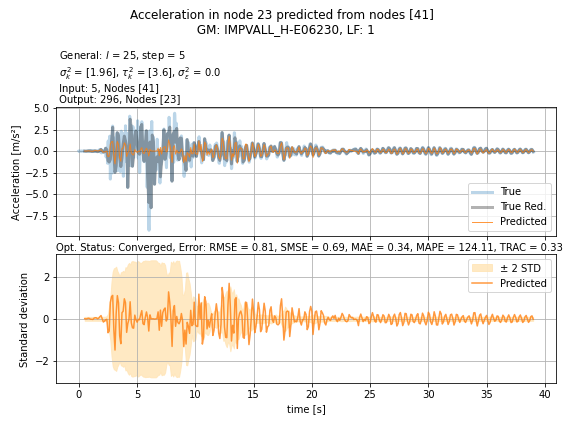 Acceleration in node 23 predicted from nodes [41]
GM: IMPVALL_H-E06230, LF: 1
General: l = 25, step = 5
σ²ₖ = [1.96], τ²ₖ = [3.6], σ²ε = 0.0
Input: 5, Nodes [41]
Output: 296, Nodes [23]
Acceleration [m/s²]
5.0
2.5
0.0
−2.5
−5.0
−7.5
True
True Red.
Predicted
Opt. Status: Converged, Error: RMSE = 0.81, SMSE = 0.69, MAE = 0.34, MAPE = 124.11, TRAC = 0.33
Standard deviation
2
0
−2
± 2 STD
Predicted
0 5 10 15 20 25 30 35 40
time [s]